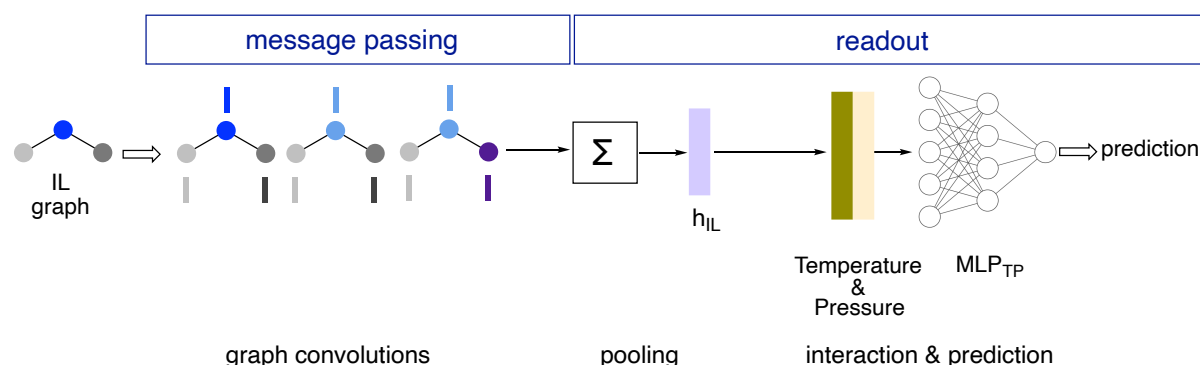 message passing
readout
IL
graph
Σ
h_IL
prediction
Temperature
&
Pressure
MLP_TP
graph convolutions
pooling
interaction & prediction